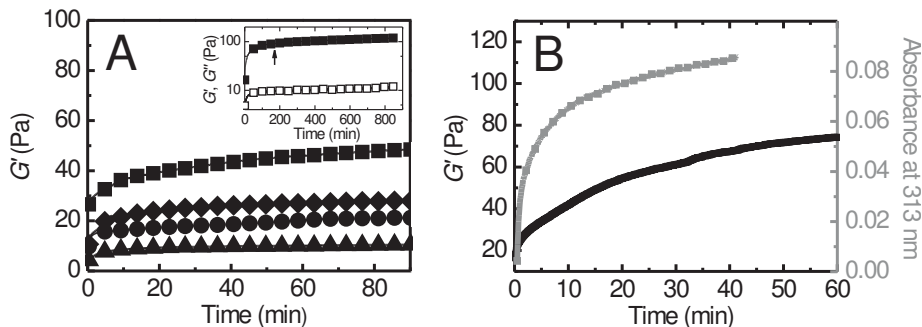 A
G' (Pa)
100
80
60
40
20
0
0 20 40 60 80
Time (min)
G', G'' (Pa)
100
10
0 200 400 600 800
Time (min)
B
G' (Pa)
120
100
80
60
40
20
0 10 20 30 40 50 60
Time (min)
0.08
0.06
0.04
0.02
0.00
Absorbance at 313 nm